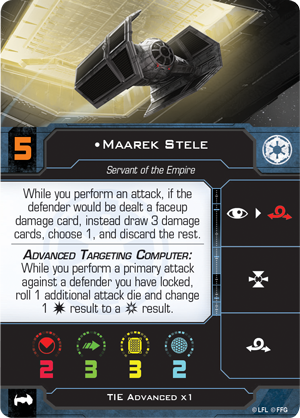 5
•Maarek Stele
Servant of the Empire
While you perform an attack, if the
defender would be dealt a faceup
damage card, instead draw 3 damage
cards, choose 1, and discard the rest.
Advanced Targeting Computer:
While you perform a primary attack
against a defender you have locked,
roll 1 additional attack die and change
1 result to a result.
2 3 3 2
TIE Advanced x1
©LFL ©FFG